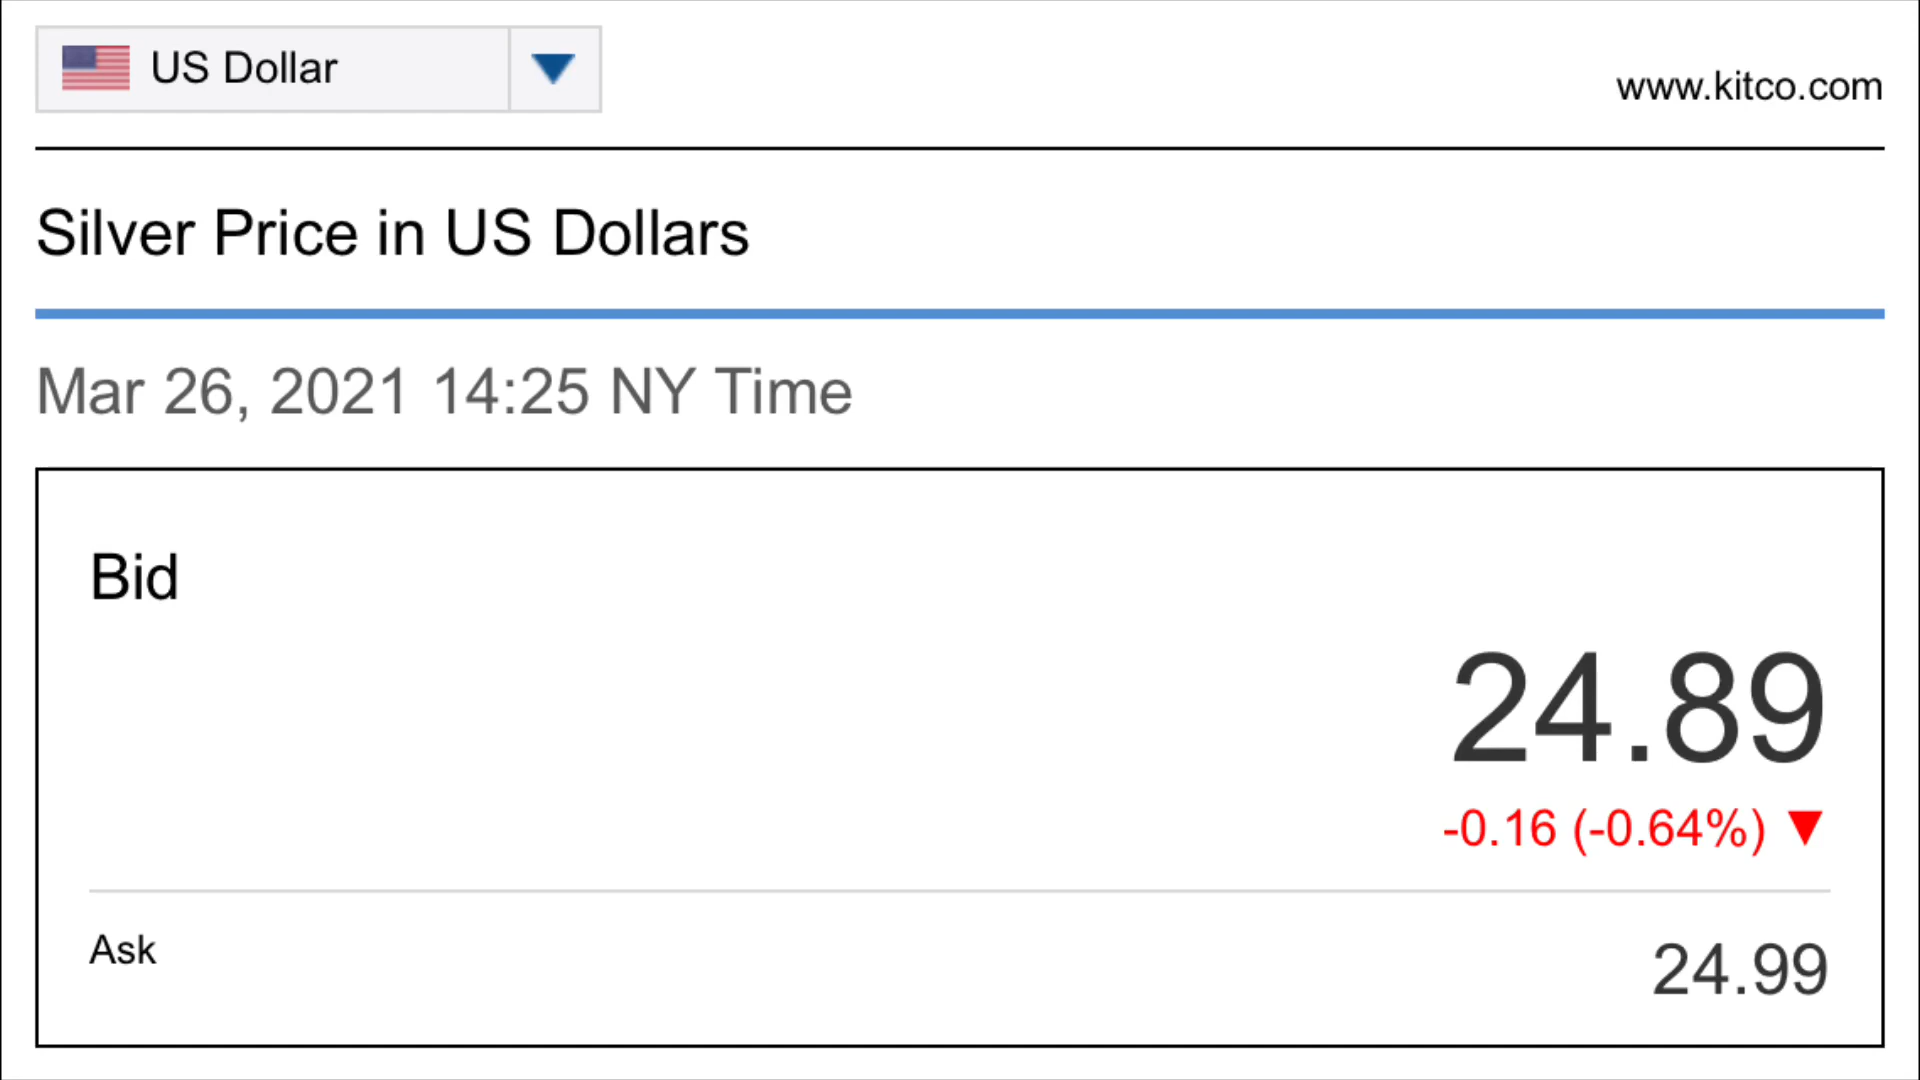 US Dollar
www.kitco.com
Silver Price in US Dollars
Mar 26, 2021 14:25 NY Time
Bid
24.89
-0.16 (-0.64%) ▼
Ask
24.99